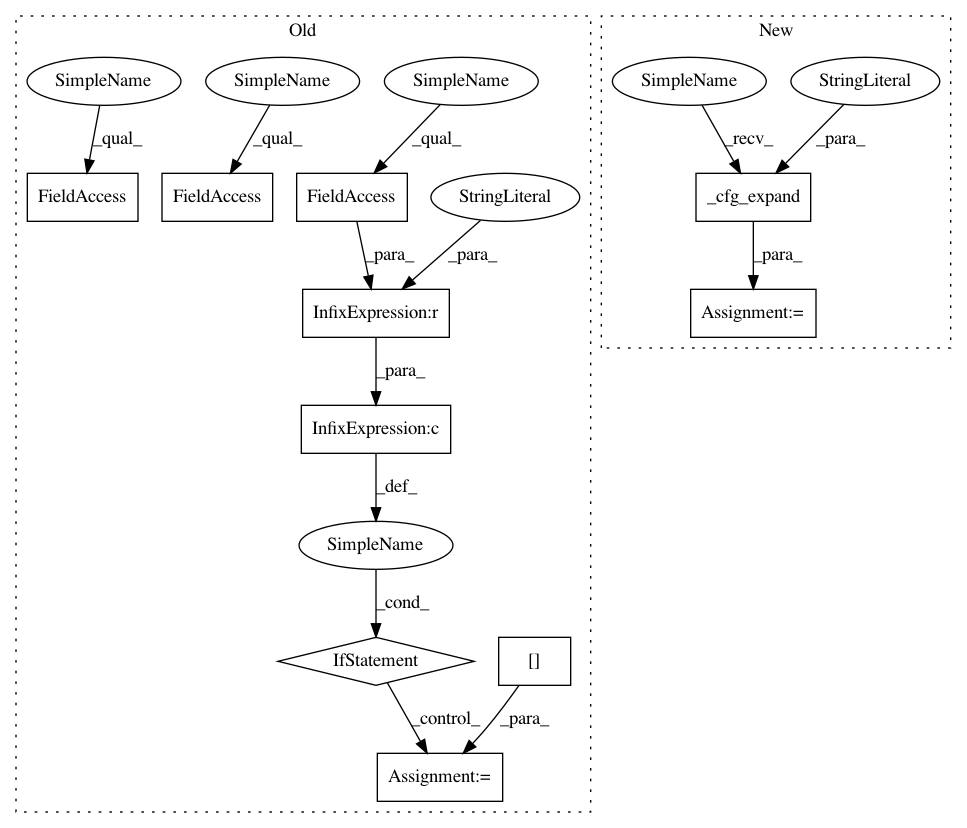 Old
New
SimpleName
SimpleName
SimpleName
SimpleName
StringLiteral
_qual_
_qual_
_qual_
_recv_
_para_
FieldAccess
FieldAccess
FieldAccess
StringLiteral
_cfg_expand
_para_
_para_
_para_
InfixExpression:r
Assignment:=
_para_
InfixExpression:c
_def_
SimpleName
_cond_
IfStatement
[]
_control_
_para_
Assignment:=